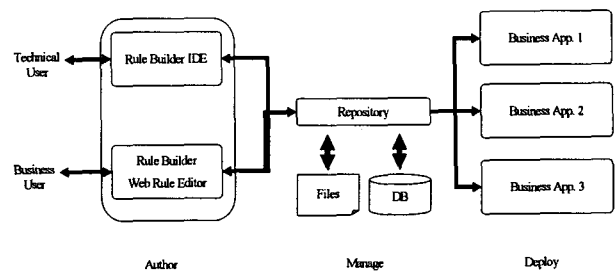 Technical
User
Rule Builder IDE
Business
User
Rule Builder
Web Rule Editor
Repository
Files
DB
Business App. 1
Business App. 2
Business App. 3
Author
Manage
Deploy